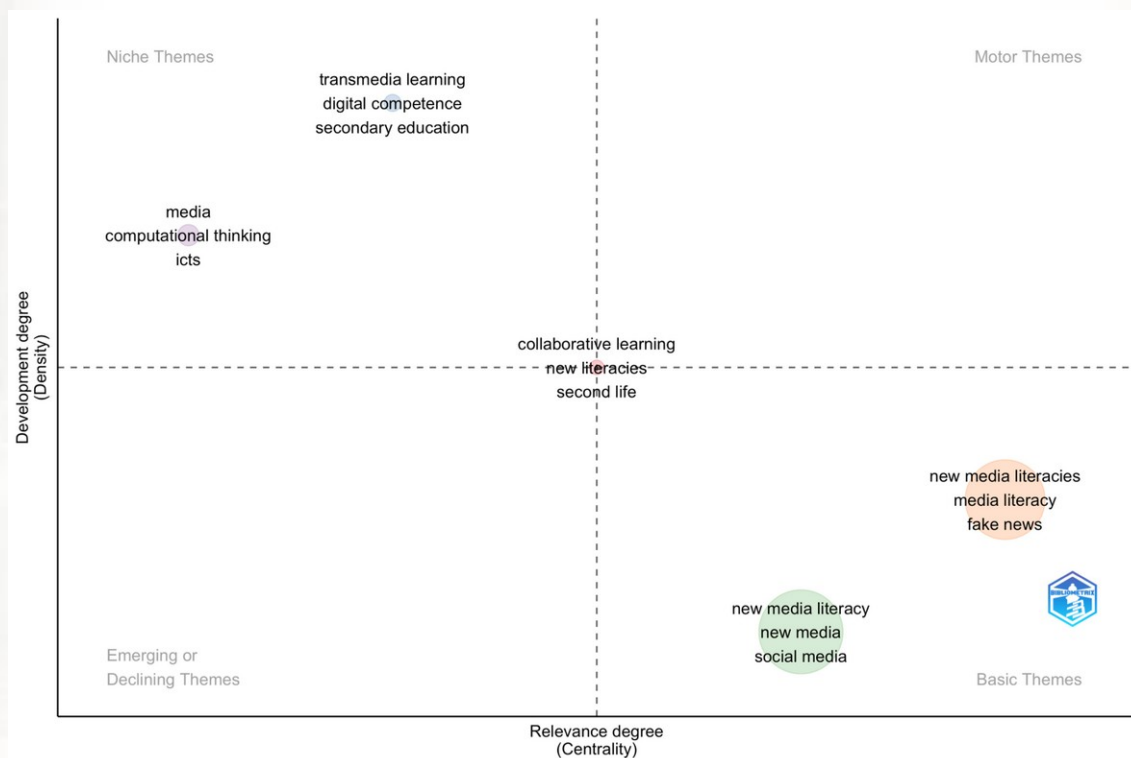 Niche Themes
Motor Themes
transmedia learning
digital competence
secondary education
media
computational thinking
icts
collaborative learning
new literacies
second life
new media literacies
media literacy
fake news
new media literacy
new media
social media
Emerging or
Declining Themes
Basic Themes
Development degree
(Density)
Relevance degree
(Centrality)
BIBLIOMETRIX